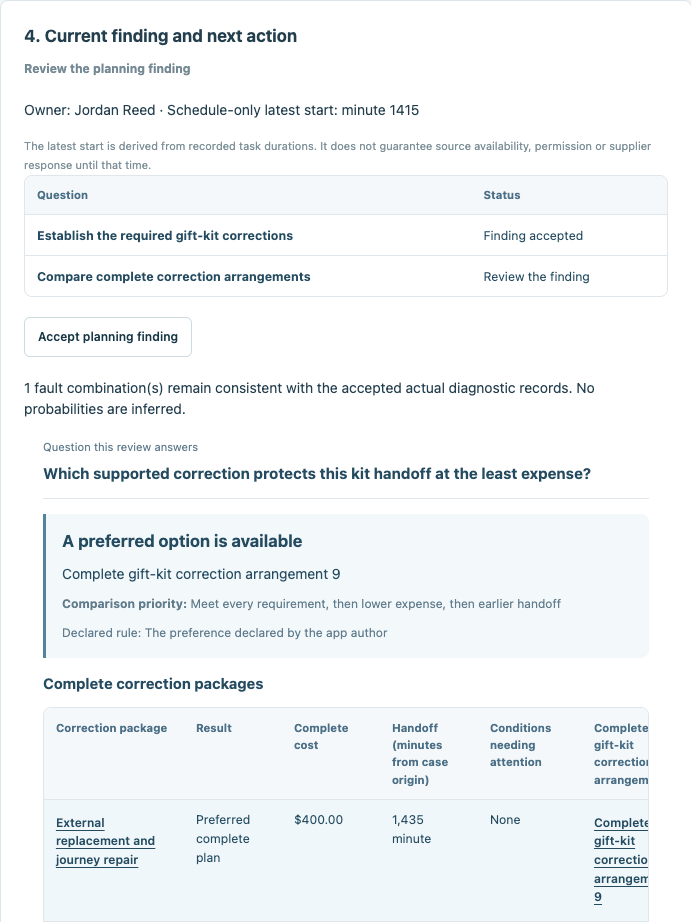 4. Current finding and next action
Review the planning finding
Owner: Jordan Reed · Schedule-only latest start: minute 1415
The latest start is derived from recorded task durations. It does not guarantee source availability, permission or supplier
response until that time.
Question Status
Establish the required gift-kit corrections Finding accepted
Compare complete correction arrangements Review the finding
Accept planning finding
1 fault combination(s) remain consistent with the accepted actual diagnostic records. No
probabilities are inferred.
Question this review answers
Which supported correction protects this kit handoff at the least expense?
A preferred option is available
Complete gift-kit correction arrangement 9
Comparison priority: Meet every requirement, then lower expense, then earlier handoff
Declared rule: The preference declared by the app author
Complete correction packages
Correction package
Result
Complete
cost
Handoff
(minutes
from case
origin)
Conditions
needing
attention
Complete
gift-kit
External
replacement and
journey repair
Preferred
complete
plan
$400.00
1,435
minute
None
Complete
gift-kit
9